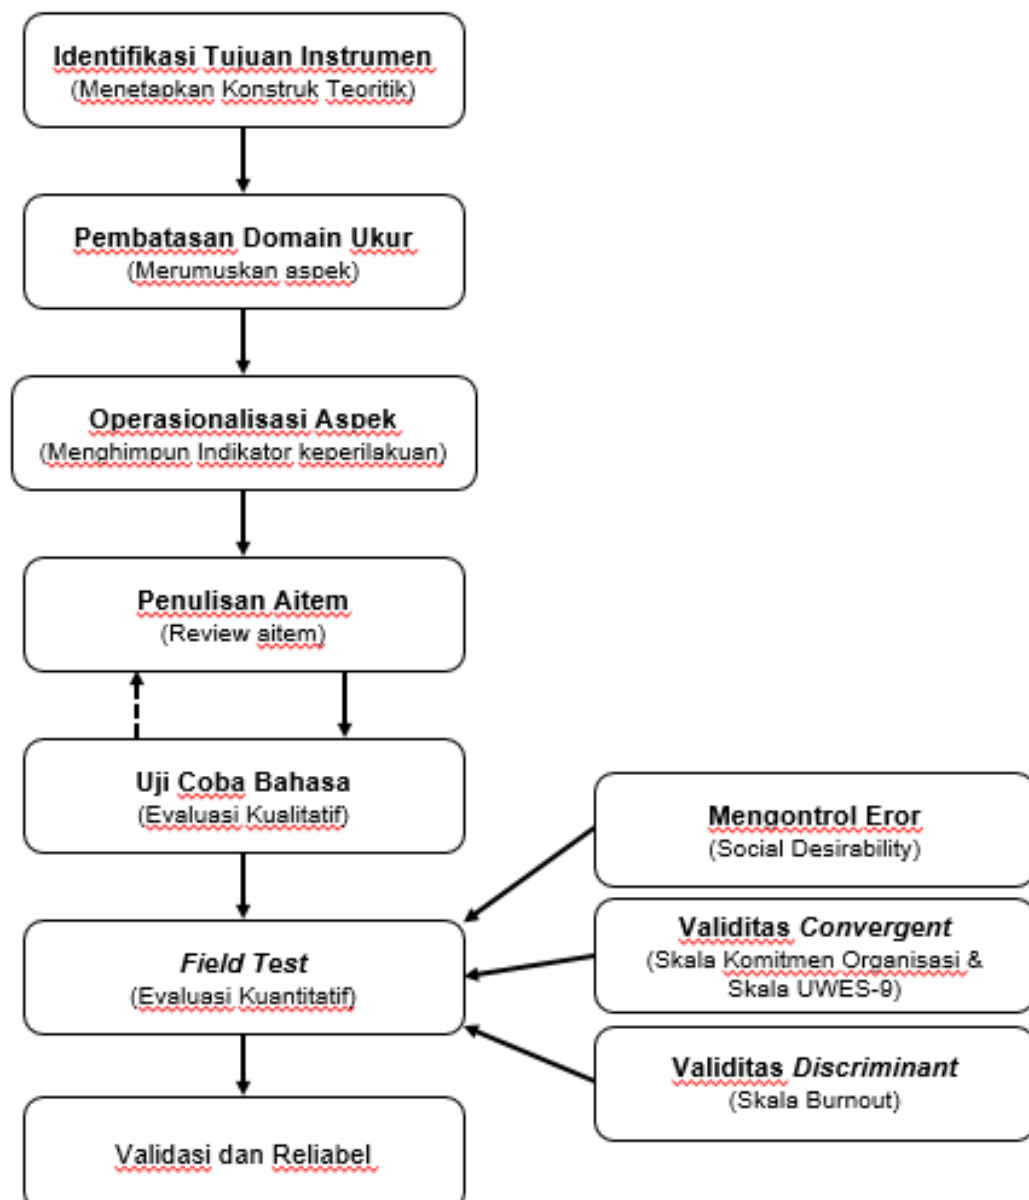 Identifikasi Tujuan Instrumen
(Menetapkan Konstruk Teoritik)
Pembatasan Domain Ukur
(Merumuskan aspek)
Operasionalisasi Aspek
(Menghimpun Indikator keperilakuan)
Penulisan Aitem
(Review aitem)
Uji Coba Bahasa
(Evaluasi Kualitatif)
Field Test
(Evaluasi Kuantitatif)
Validasi dan Reliabel
Mengontrol Eror
(Social Desirability)
Validitas Convergent
(Skala Komitmen Organisasi &
Skala UWES-9)
Validitas Discriminant
(Skala Burnout)